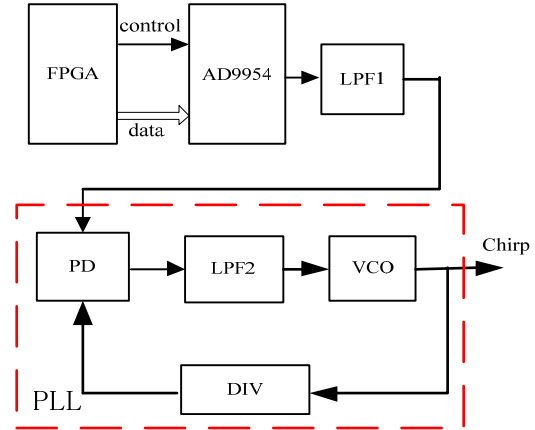 control
FPGA
AD9954
LPF1
data
Chirp
PD
LPF2
VCO
DIV
PLL